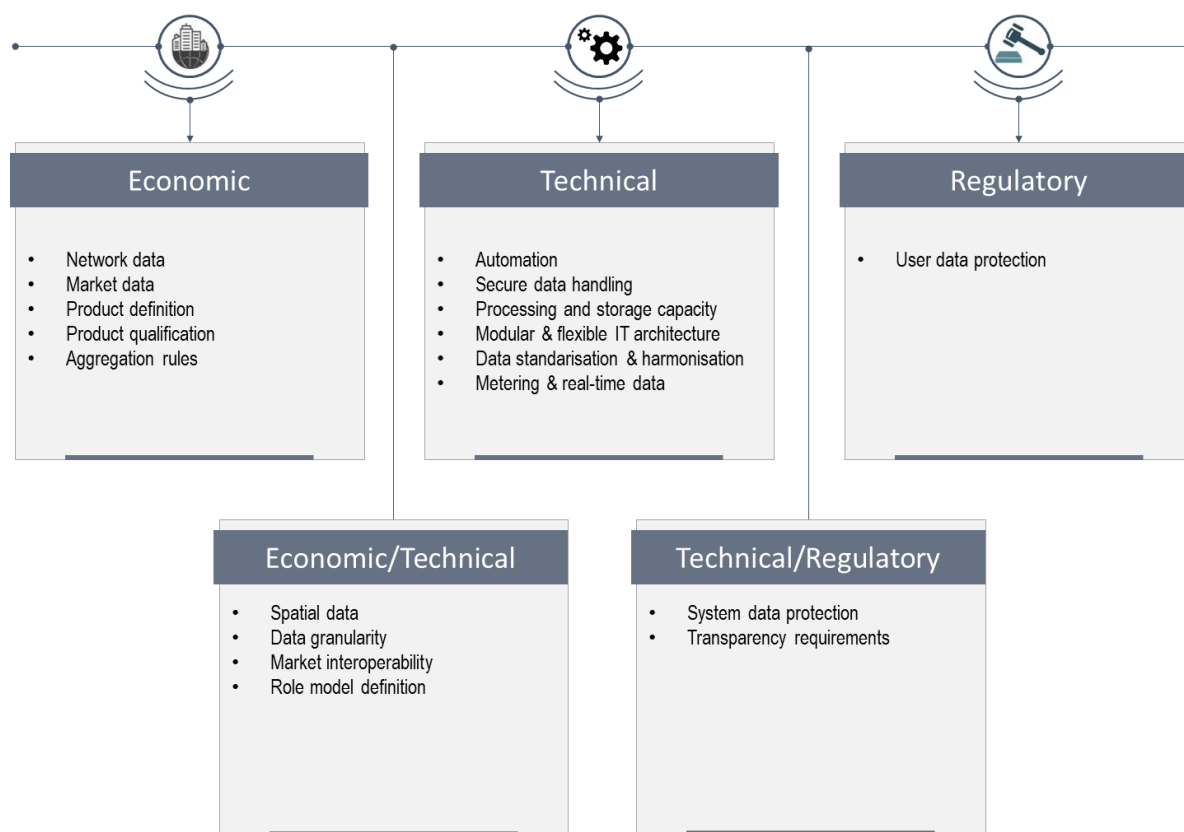 Economic
• Network data
• Market data
• Product definition
• Product qualification
• Aggregation rules
Technical
• Automation
• Secure data handling
• Processing and storage capacity
• Modular & flexible IT architecture
• Data standarisation & harmonisation
• Metering & real-time data
Regulatory
• User data protection
Economic/Technical
• Spatial data
• Data granularity
• Market interoperability
• Role model definition
Technical/Regulatory
• System data protection
• Transparency requirements